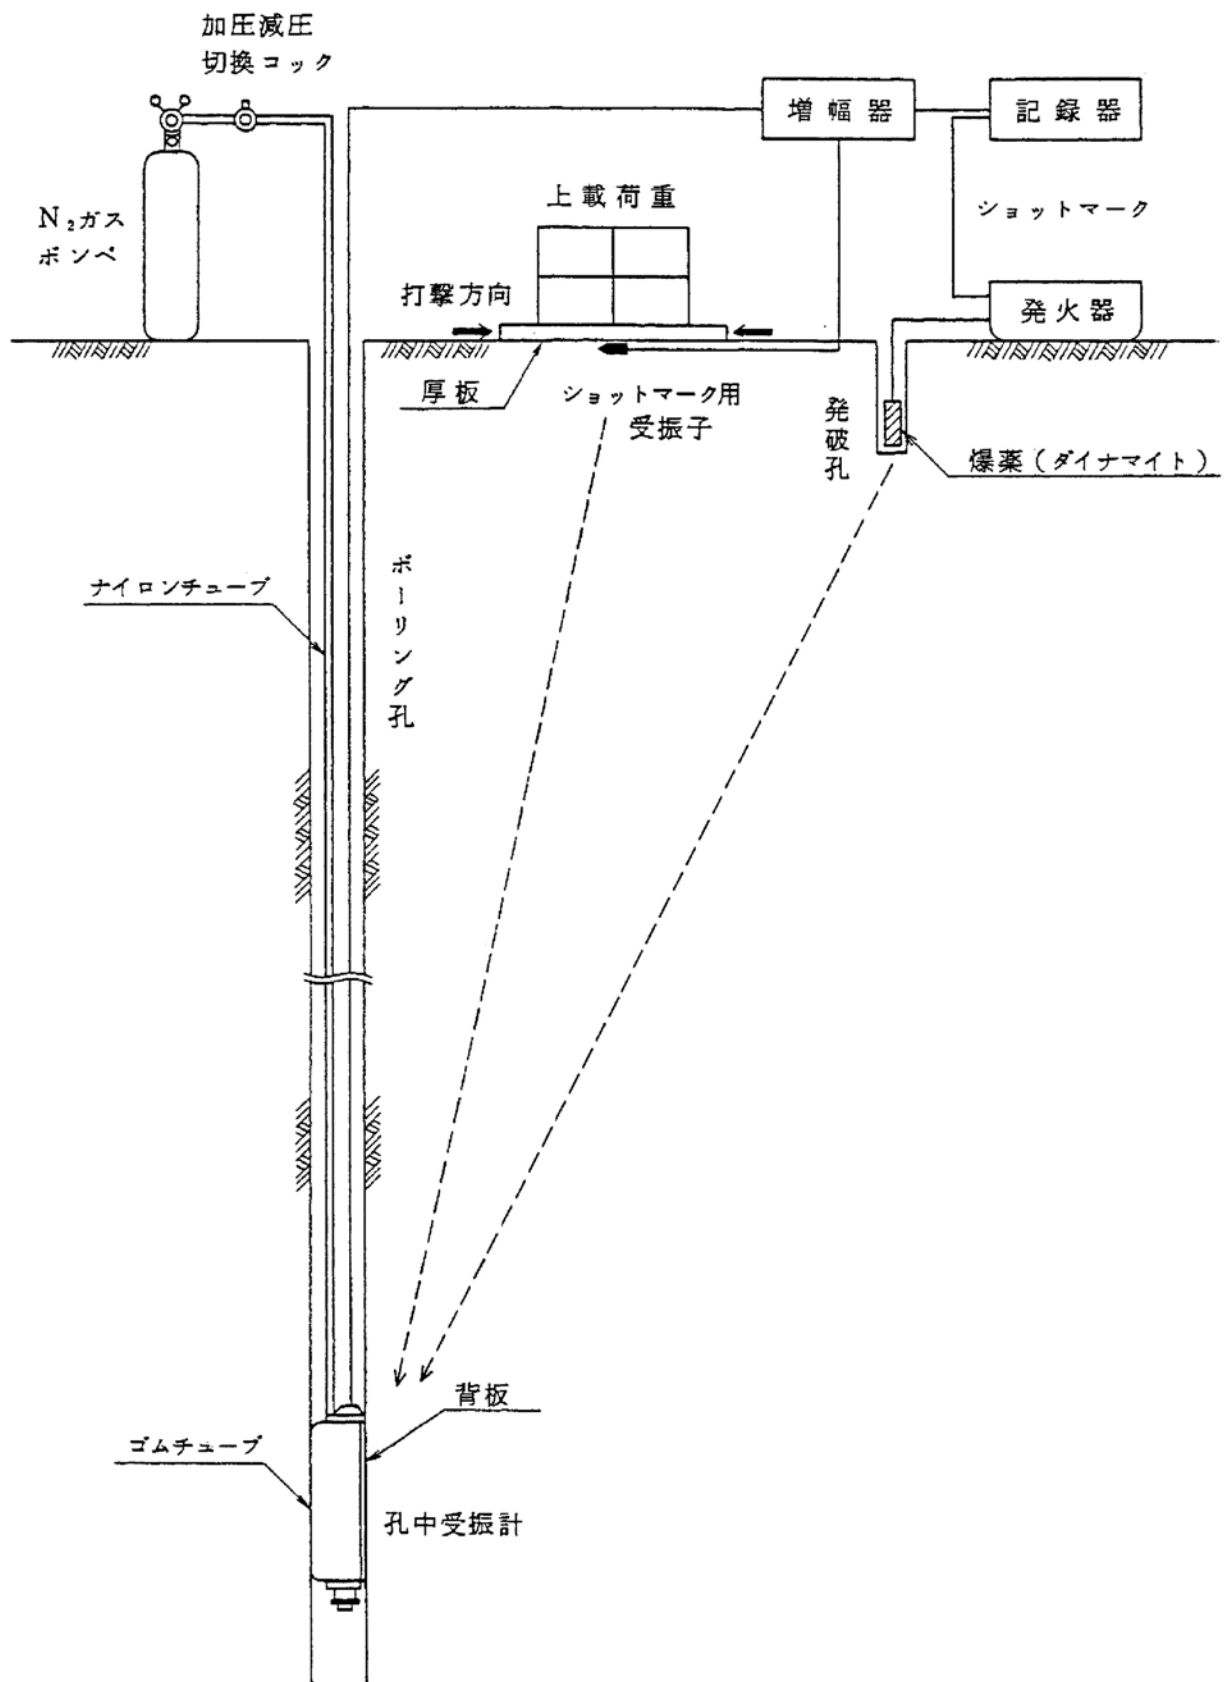 加圧減圧
切換コック
増幅器
記録器
上載荷重
ショットマーク
N₂ガス
ボンベ
打撃方向
発火器
厚板
ショットマーク用
受振子
発破孔
爆薬(ダイナマイト)
ナイロンチューブ
ボーリング孔
背板
ゴムチューブ
孔中受振計